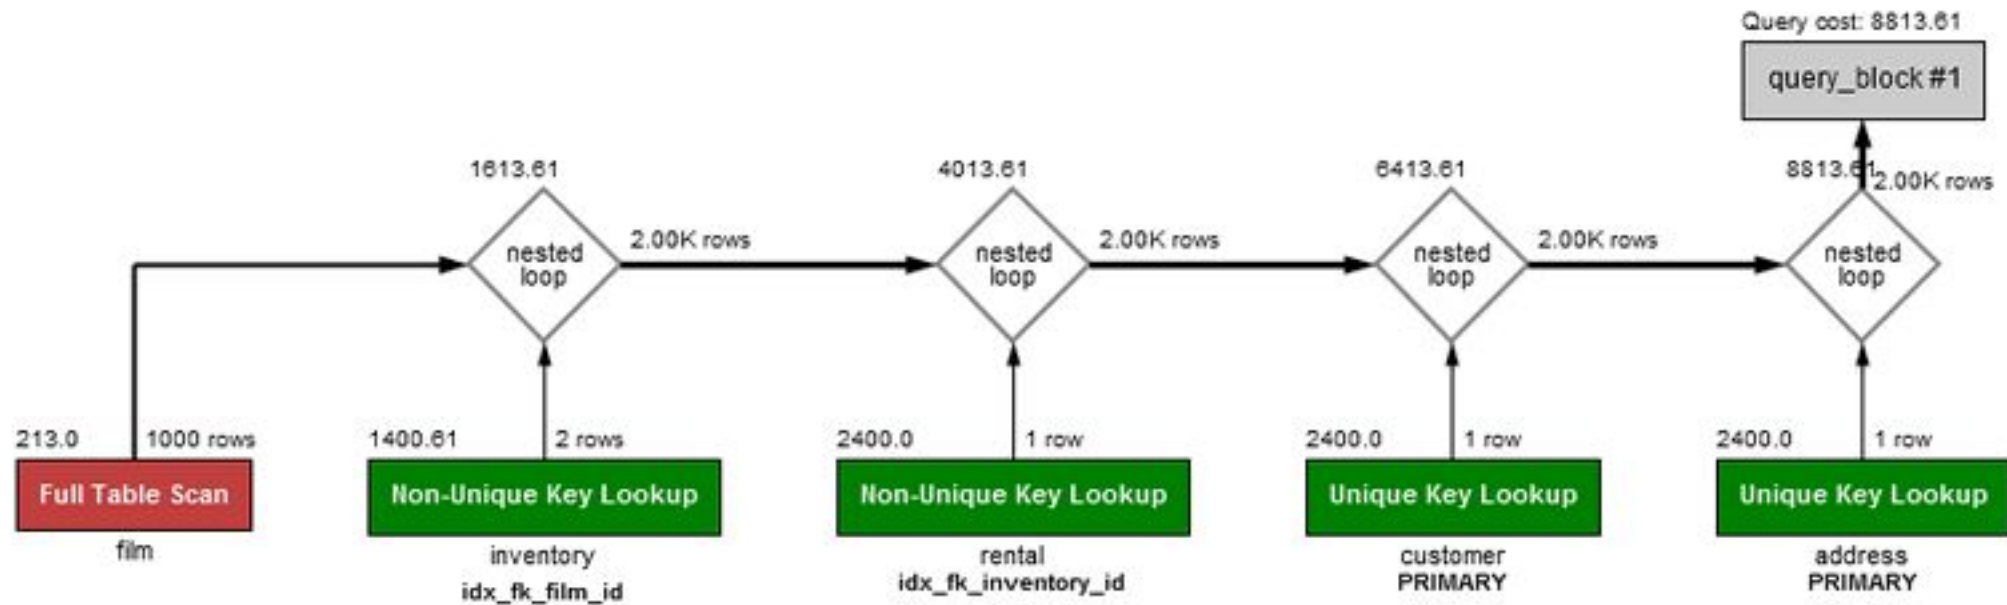 Query cost: 8813.61
query_block #1
1613.61
4013.61
6413.61
8813.61
2.00K rows
nested
loop
2.00K rows
nested
loop
2.00K rows
nested
loop
2.00K rows
nested
loop
213.0
1000 rows
1400.61
2 rows
2400.0
1 row
2400.0
1 row
2400.0
1 row
Full Table Scan
Non-Unique Key Lookup
Non-Unique Key Lookup
Unique Key Lookup
Unique Key Lookup
film
inventory
idx_fk_film_id
rental
idx_fk_inventory_id
customer
PRIMARY
address
PRIMARY